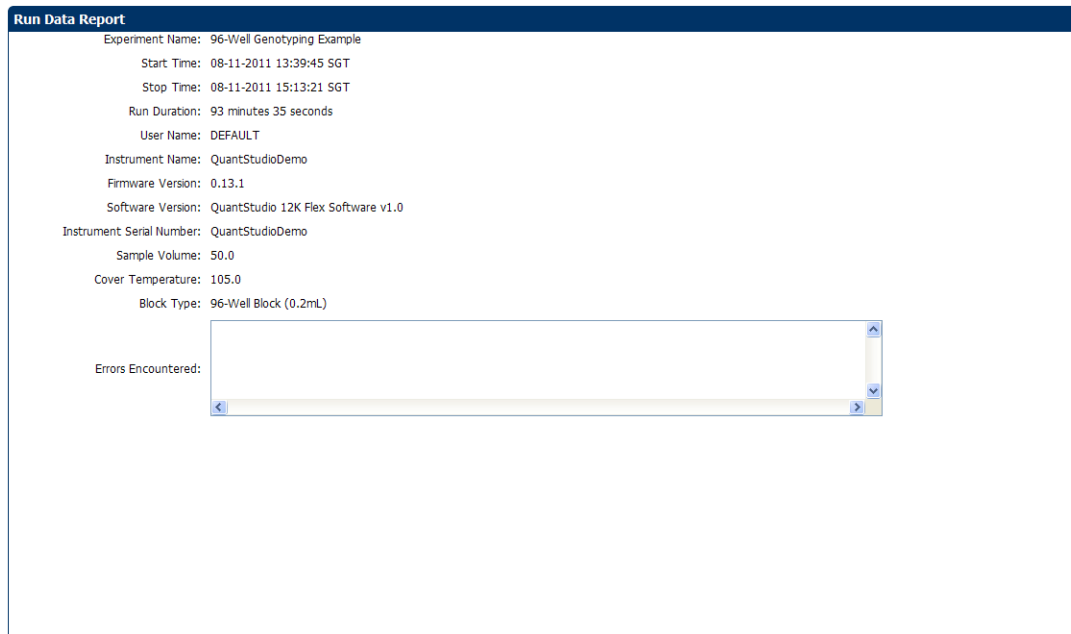 Run Data Report
Experiment Name: 96-Well Genotyping Example
Start Time: 08-11-2011 13:39:45 SGT
Stop Time: 08-11-2011 15:13:21 SGT
Run Duration: 93 minutes 35 seconds
User Name: DEFAULT
Instrument Name: QuantStudioDemo
Firmware Version: 0.13.1
Software Version: QuantStudio 12K Flex Software v1.0
Instrument Serial Number: QuantStudioDemo
Sample Volume: 50.0
Cover Temperature: 105.0
Block Type: 96-Well Block (0.2mL)
Errors Encountered: